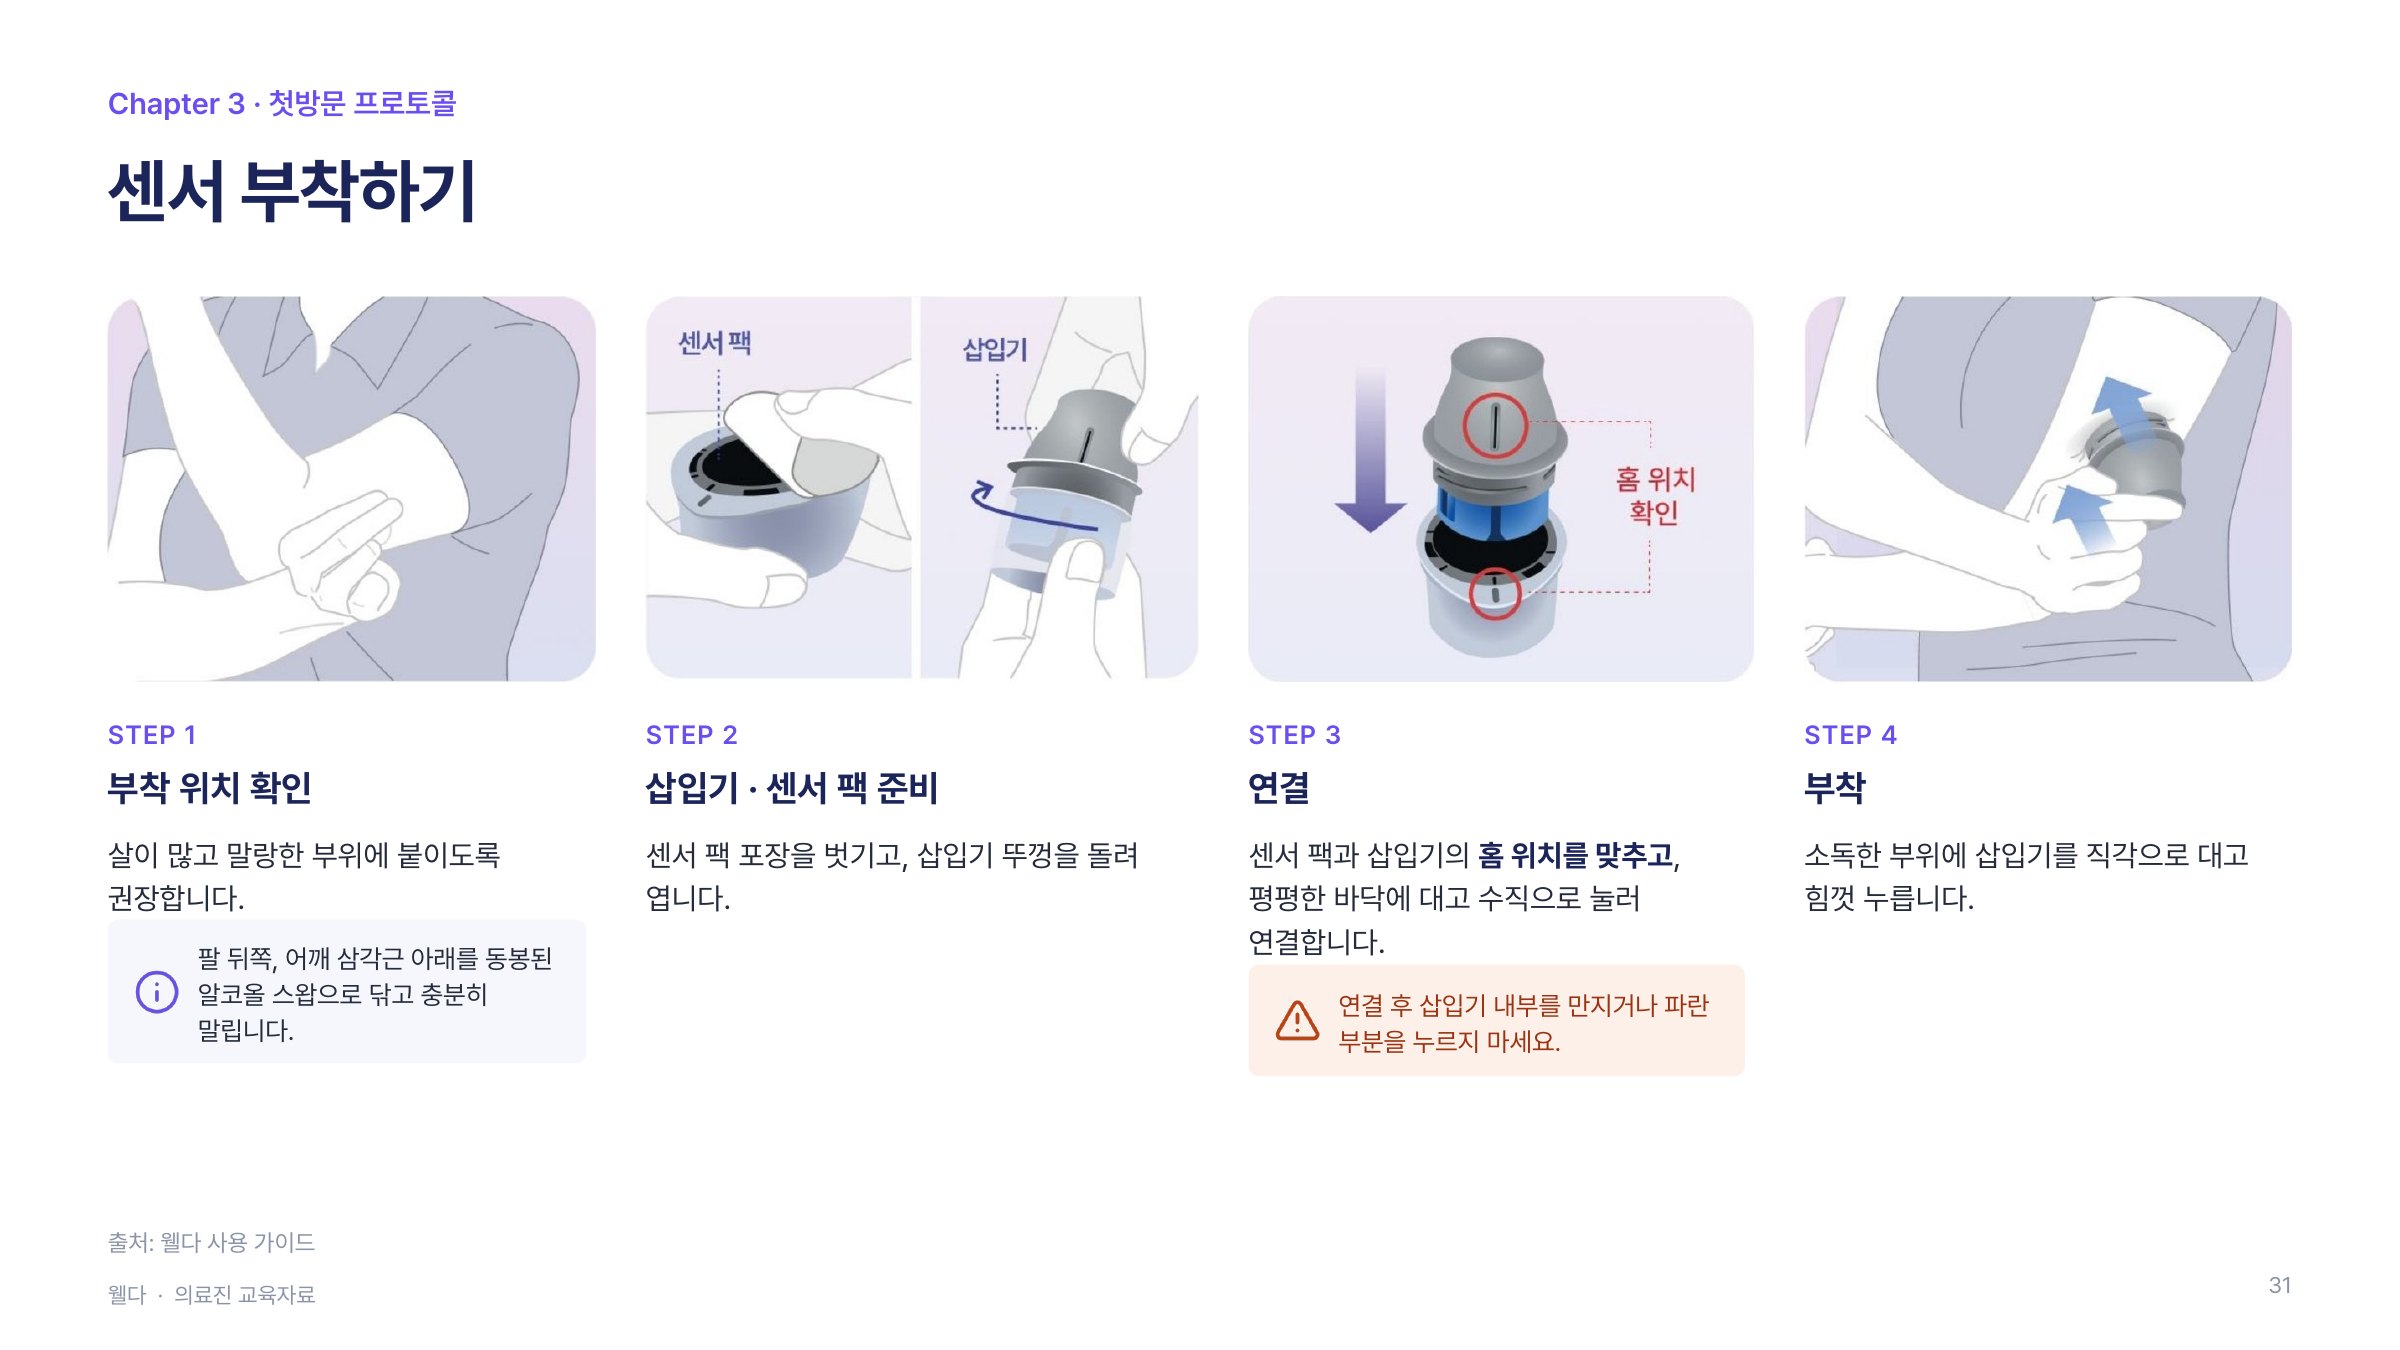 Chapter 3 · 첫방문 프로토콜
센서 부착하기
센서 팩
삽입기
홈 위치
확인
STEP 1
부착 위치 확인
살이 많고 말랑한 부위에 붙이도록
권장합니다.
팔 뒤쪽, 어깨 삼각근 아래를 동봉된
알코올 스왑으로 닦고 충분히
말립니다.
STEP 2
삽입기 · 센서 팩 준비
센서 팩 포장을 벗기고, 삽입기 뚜껑을 돌려
엽니다.
STEP 3
연결
센서 팩과 삽입기의 홈 위치를 맞추고,
평평한 바닥에 대고 수직으로 눌러
연결합니다.
연결 후 삽입기 내부를 만지거나 파란
부분을 누르지 마세요.
STEP 4
부착
소독한 부위에 삽입기를 직각으로 대고
힘껏 누릅니다.
출처: 웰다 사용 가이드
웰다 · 의료진 교육자료
31